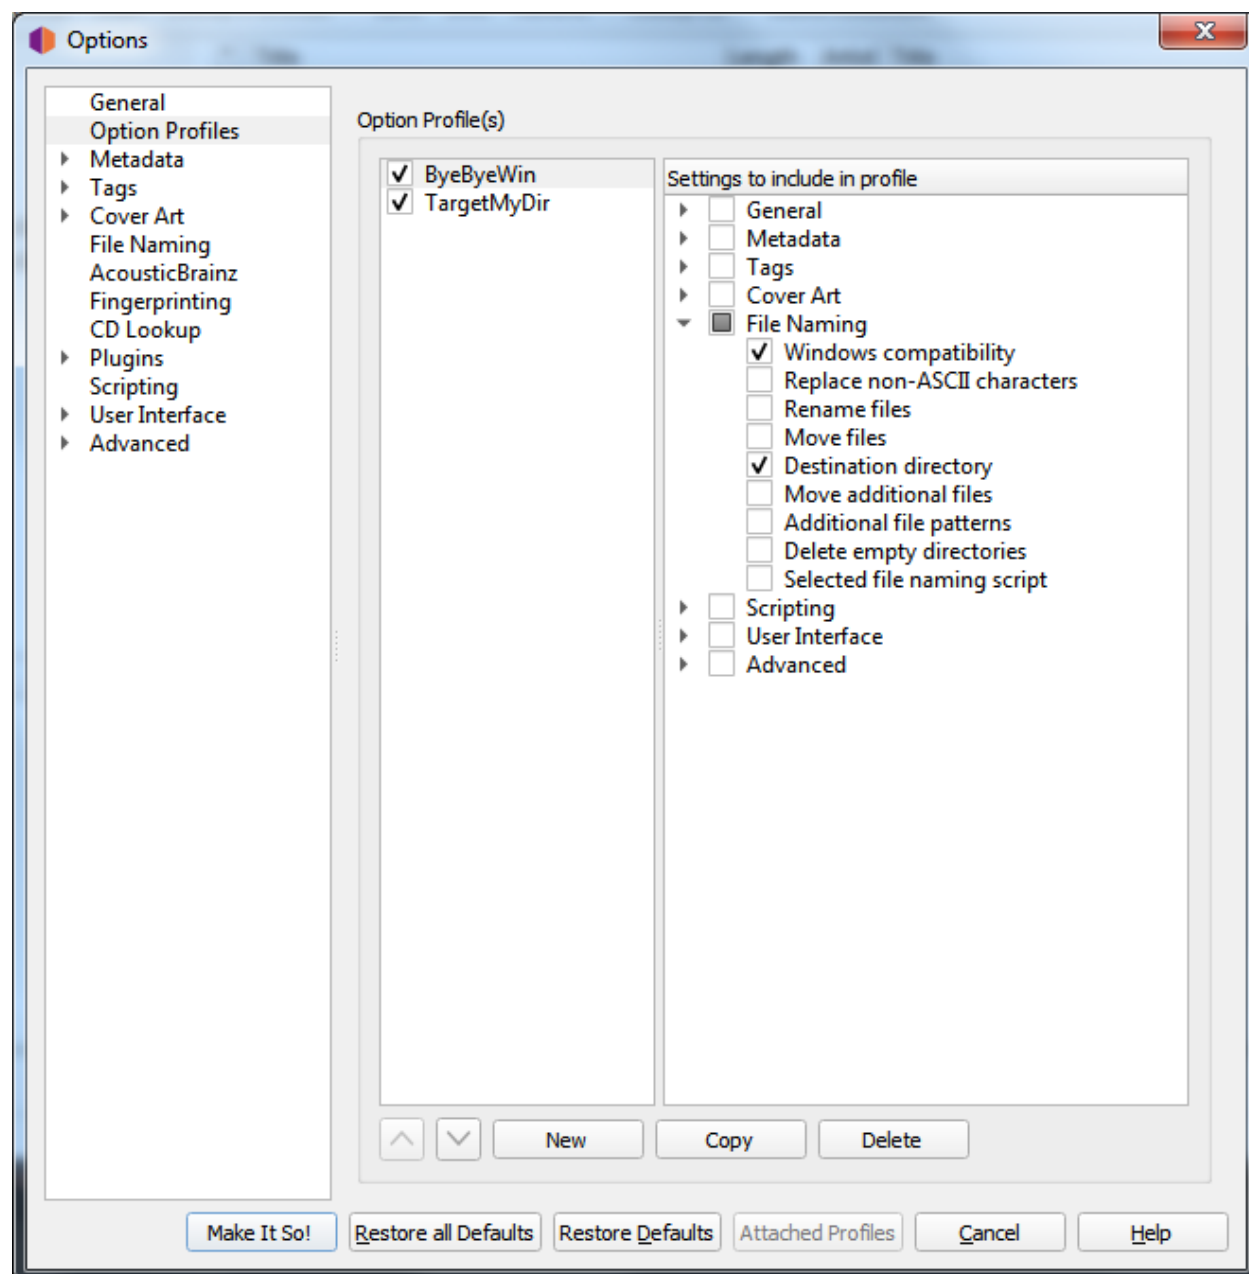 Options
General
Option Profiles
Metadata
Tags
Cover Art
File Naming
AcousticBrainz
Fingerprinting
CD Lookup
Plugins
Scripting
User Interface
Advanced
Option Profile(s)
ByeByeWin
TargetMyDir
Settings to include in profile
General
Metadata
Tags
Cover Art
File Naming
Windows compatibility
Replace non-ASCII characters
Rename files
Move files
Destination directory
Move additional files
Additional file patterns
Delete empty directories
Selected file naming script
Scripting
User Interface
Advanced
New Copy Delete
Make It So! Restore all Defaults Restore Defaults Attached Profiles Cancel Help